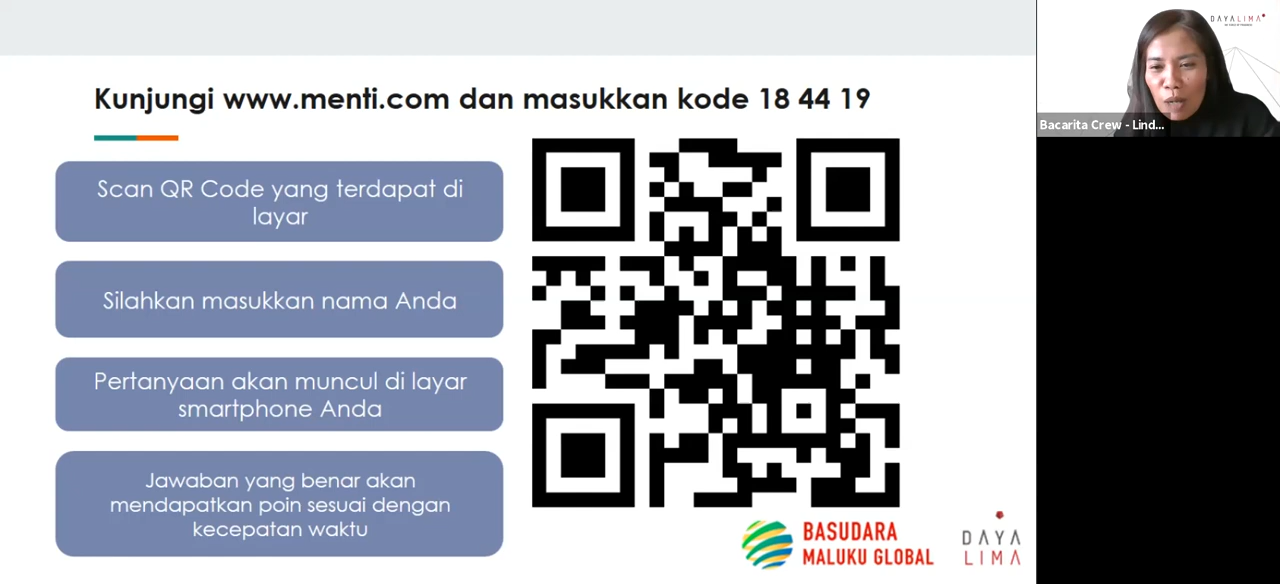 Kunjungi www.menti.com dan masukkan kode 18 44 19
Scan QR Code yang terdapat di
layar
Silahkan masukkan nama Anda
Pertanyaan akan muncul di layar
smartphone Anda
Jawaban yang benar akan
mendapatkan poin sesuai dengan
kecepatan waktu
BASUDARA
MALUKU GLOBAL
DAYA
LIMA
DAYALIMA
Bacarita Crew - Lind...